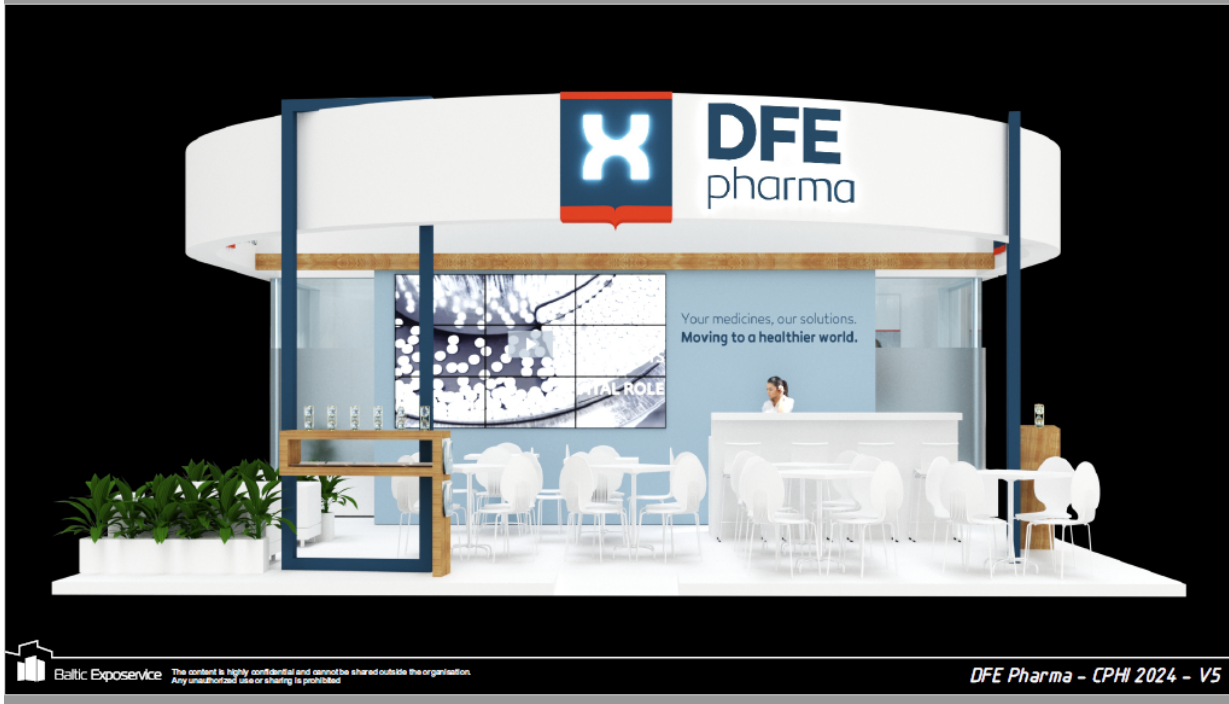 DFE
pharma
Your medicines, our solutions.
Moving to a healthier world.
ROLE
Baltic Exposervice
The content is highly confidential and cannot be shared outside the organisation.
Any unauthorized use or sharing is prohibited
DFE Pharma - CPHI 2024 - V5